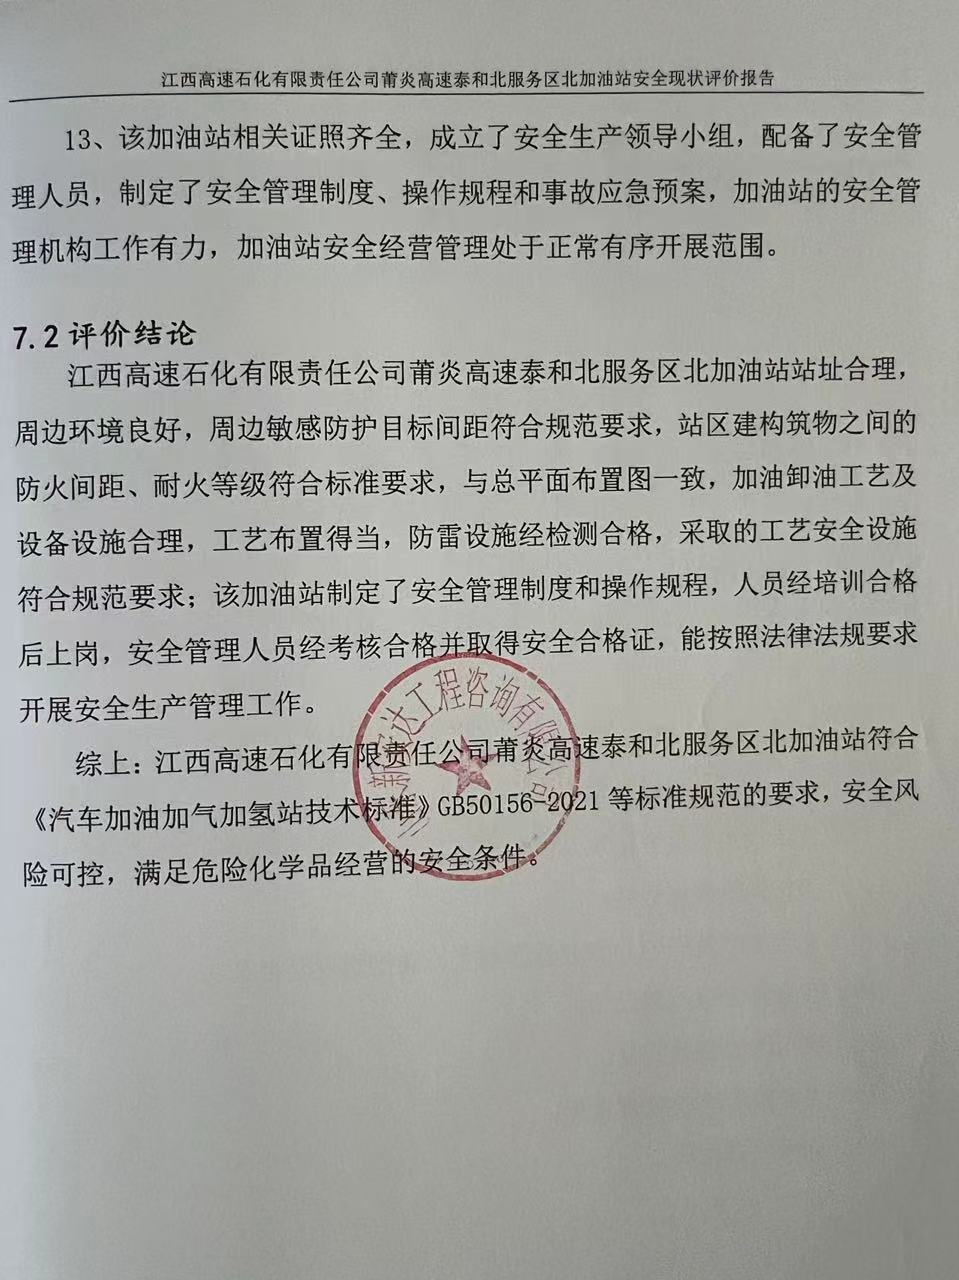 江西高速石化有限责任公司莆炎高速泰和北服务区北加油站安全现状评价报告
13、该加油站相关证照齐全，成立了安全生产领导小组，配备了安全管
理人员，制定了安全管理制度、操作规程和事故应急预案，加油站的安全管
理机构工作有力，加油站安全经营管理处于正常有序开展范围。
7.2评价结论
江西高速石化有限责任公司莆炎高速泰和北服务区北加油站站址合理，
周边环境良好，周边敏感防护目标间距符合规范要求，站区建构筑物之间的
防火间距、耐火等级符合标准要求，与总平面布置图一致，加油卸油工艺及
设备设施合理，工艺布置得当，防雷设施经检测合格，采取的工艺安全设施
符合规范要求；该加油站制定了安全管理制度和操作规程，人员经培训合格
后上岗，安全管理人员经考核合格并取得安全合格证，能按照法律法规要求
开展安全生产管理工作。
综上：江西高速石化有限责任公司莆炎高速泰和北服务区北加油站符合
《汽车加油加气加氢站技术标准》GB50156-2021等标准规范的要求，安全风
险可控，满足危险化学品经营的安全条件。
安达工程咨询有限公司